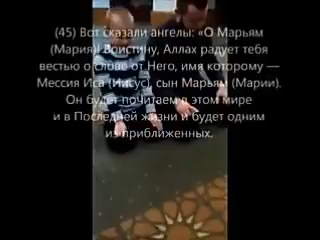 (45) Вот сказали ангелы: «О Марьям
(Мария)! Воистину, Аллах радует тебя
вестью о Слове от Него, имя которому —
Мессия Иса (Иисус), сын Марьям (Марии).
Он будет почитаем в этом мире
и в Последней жизни и будет одним
из приближенных.